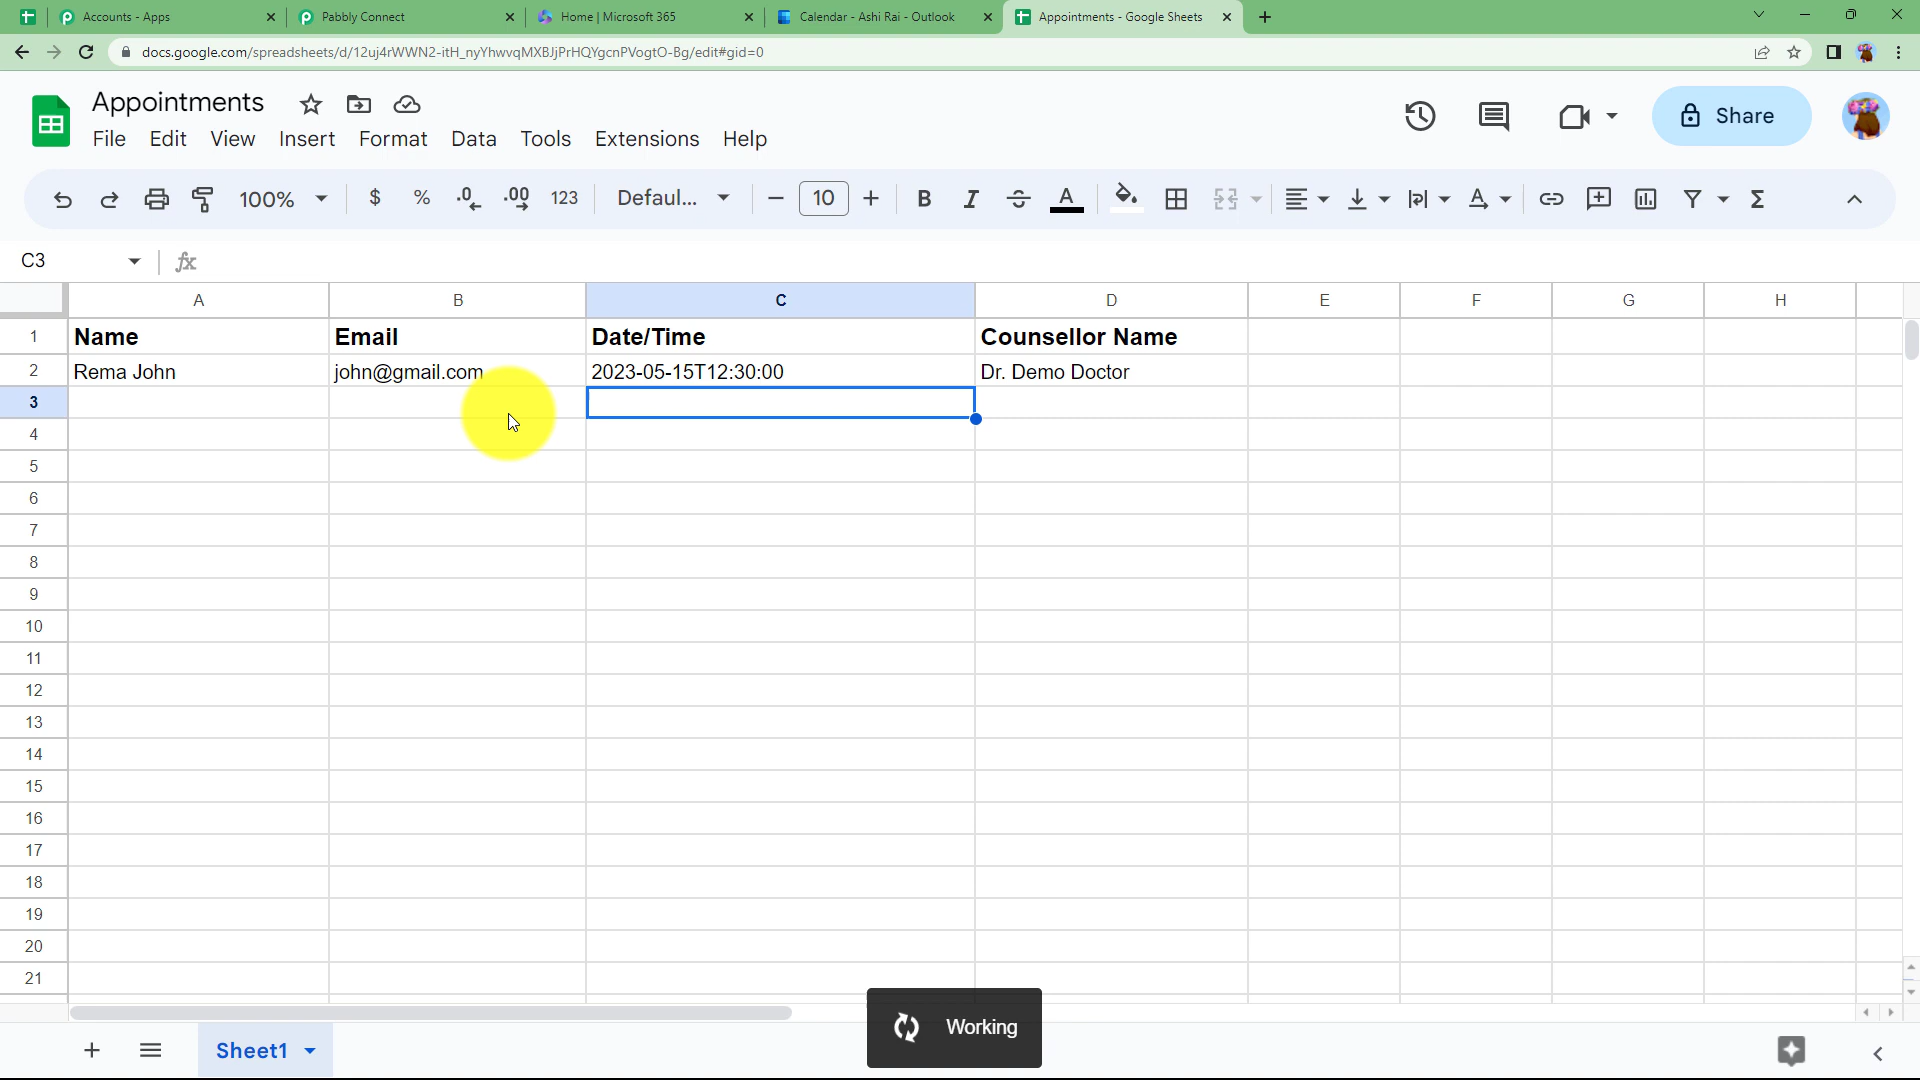 Accounts - Apps
Pabbly Connect
Home | Microsoft 365
Calendar - Ashi Rai - Outlook
Appointments - Google Sheets
docs.google.com/spreadsheets/d/12uj4rWWN2-itH_nyYhwvqMXBJjPrHQYgcnPVogtO-Bg/edit#gid=0
Appointments
File Edit View Insert Format Data Tools Extensions Help
Share
100% $ % .0 .00 123 Defaul... 10 B I A A Σ
C3 fx
A B C D E F G H
1 Name Email Date/Time Counsellor Name
2 Rema John john@gmail.com 2023-05-15T12:30:00 Dr. Demo Doctor
3
4
5
6
7
8
9
10
11
12
13
14
15
16
17
18
19
20
21
Working
Sheet1